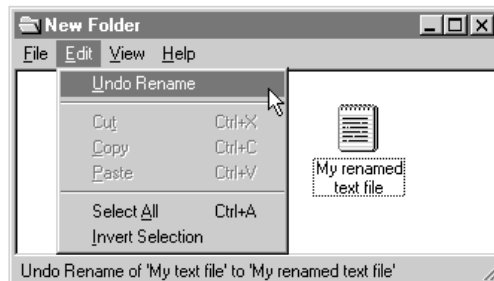 New Folder
File Edit View Help
Undo Rename
Cut Ctrl+X
Copy Ctrl+C
Paste Ctrl+V
Select All Ctrl+A
Invert Selection
My renamed
text file
Undo Rename of 'My text file' to 'My renamed text file'